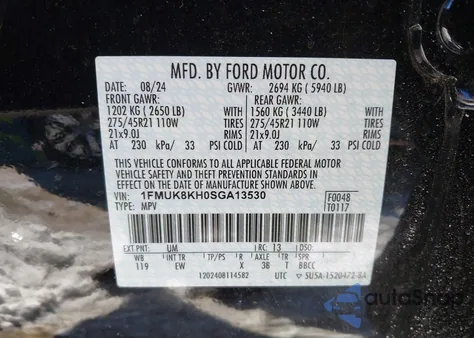 MFD. BY FORD MOTOR CO.
DATE: 08/24 GVWR: 2694 KG ( 5940 LB)
FRONT GAWR: REAR GAWR:
1202 KG ( 2650 LB) WITH 1560 KG ( 3440 LB) WITH
275/45R21 110W TIRES 275/45R21 110W TIRES
21x9.0J RIMS 21x9.0J RIMS
AT 230 kPa/ 33 PSI COLD AT 230 kPa/ 33 PSI COLD
THIS VEHICLE CONFORMS TO ALL APPLICABLE FEDERAL MOTOR
VEHICLE SAFETY AND THEFT PREVENTION STANDARDS IN EFFECT
ON THE DATE OF MANUFACTURE SHOWN ABOVE.
VIN: 1FMUK8KH0SGA13530 F0048
TYPE: MPV T0117
EXT PNT: UM RC: 13 DSO:
WB INT TR TP/PS R AXLE TR SPR
119 EW X 38 T BBCC
1202408114582 UTC 5U5A-1520472-BA
autoSnap